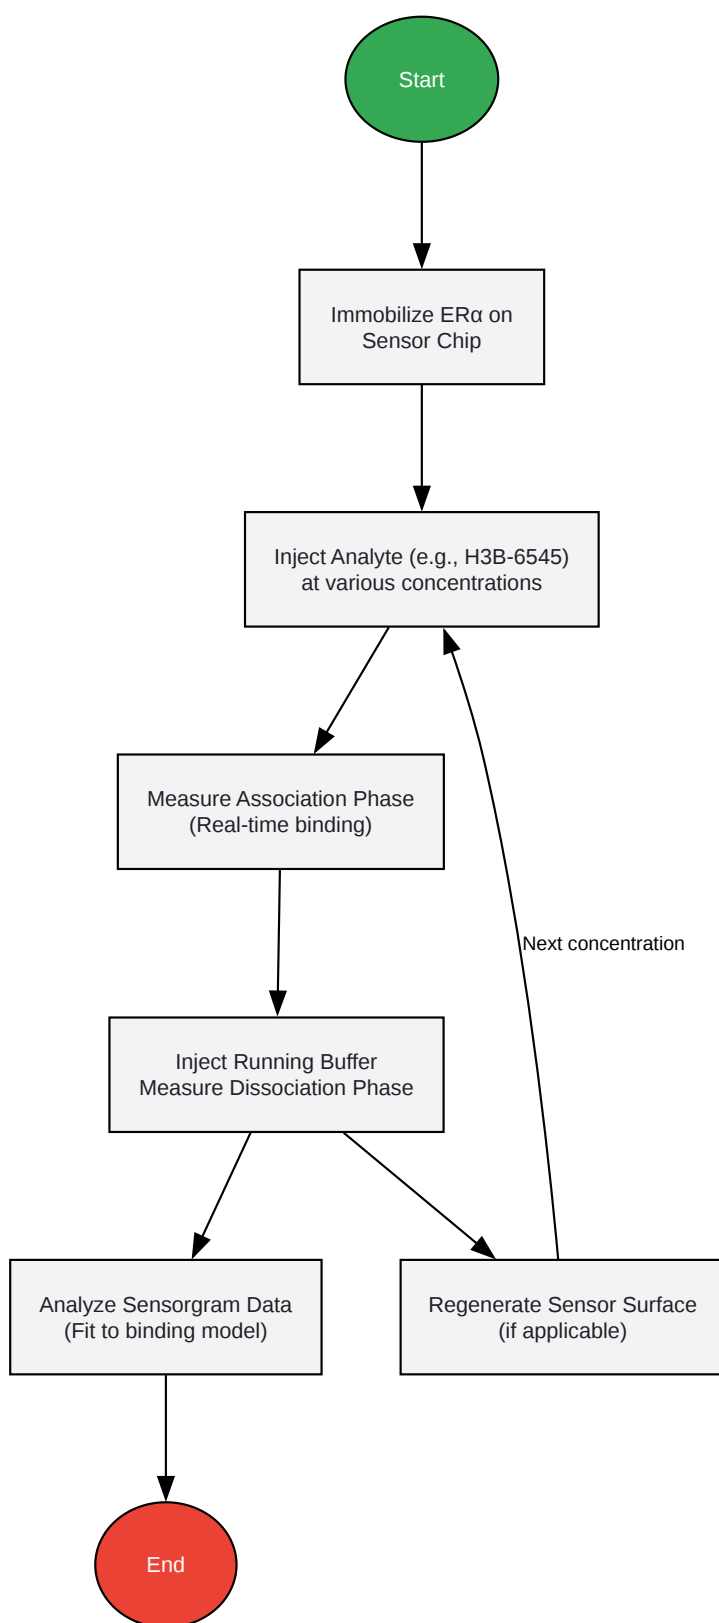 Start
Immobilize ERα on
Sensor Chip
Inject Analyte (e.g., H3B-6545)
at various concentrations
Measure Association Phase
(Real-time binding)
Next concentration
Inject Running Buffer
Measure Dissociation Phase
Analyze Sensorgram Data
(Fit to binding model)
Regenerate Sensor Surface
(if applicable)
End